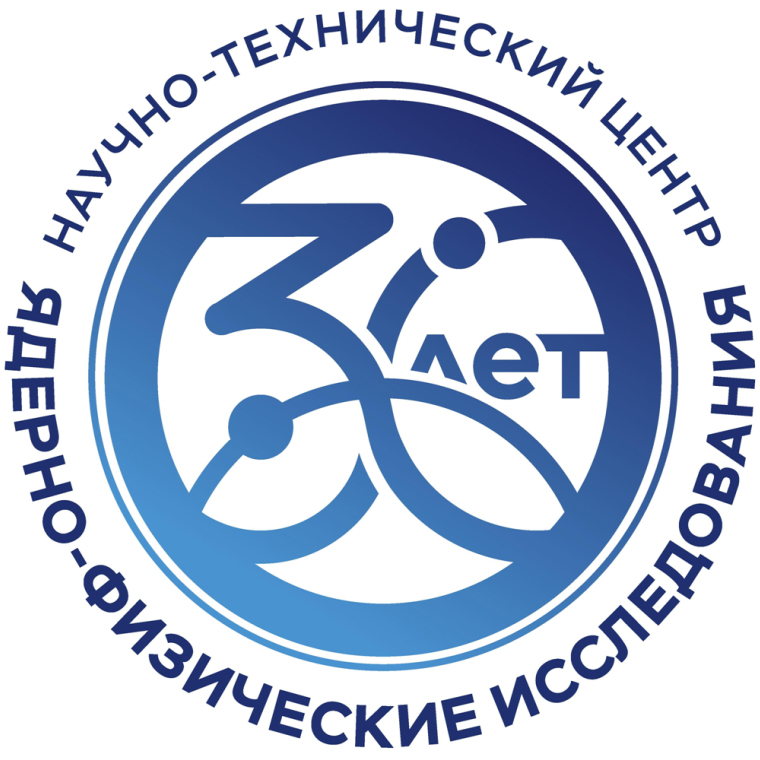 НАУЧНО-ТЕХНИЧЕСКИЙ ЦЕНТР
30 лет
ЯДЕРНО-ФИЗИЧЕСКИЕ ИССЛЕДОВАНИЯ